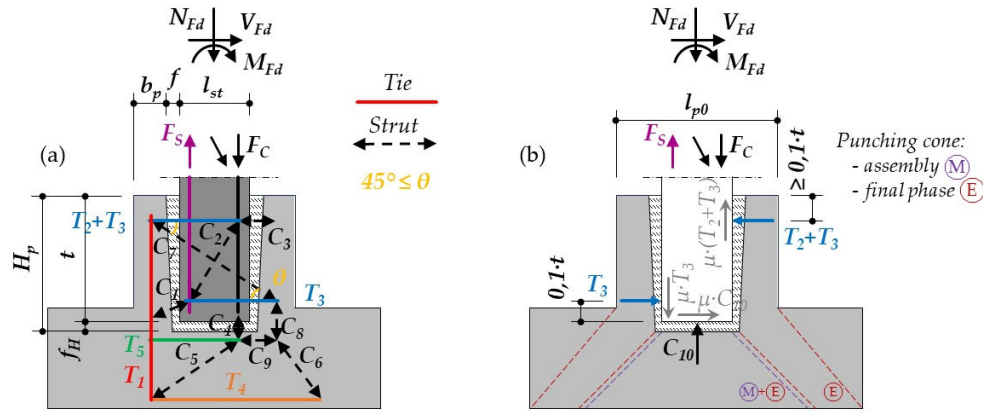 N_Fd
V_Fd
M_Fd
b_p
f
l_st
Tie
Strut
45° ≤ θ
(a)
F_S
F_C
H_p
t
f_H
T_2+T_3
C_2
C_3
θ
T_3
T_5
C_8
C_5
C_9
C_6
T_1
T_4
N_Fd
V_Fd
M_Fd
l_p0
(b)
F_S
F_C
≥ 0,1·t
Punching cone:
- assembly M
- final phase E
μ·(T_2+T_3)
T_2+T_3
0,1·t
T_3
μ·T_3
μ·C_10
C_10
M+E
E